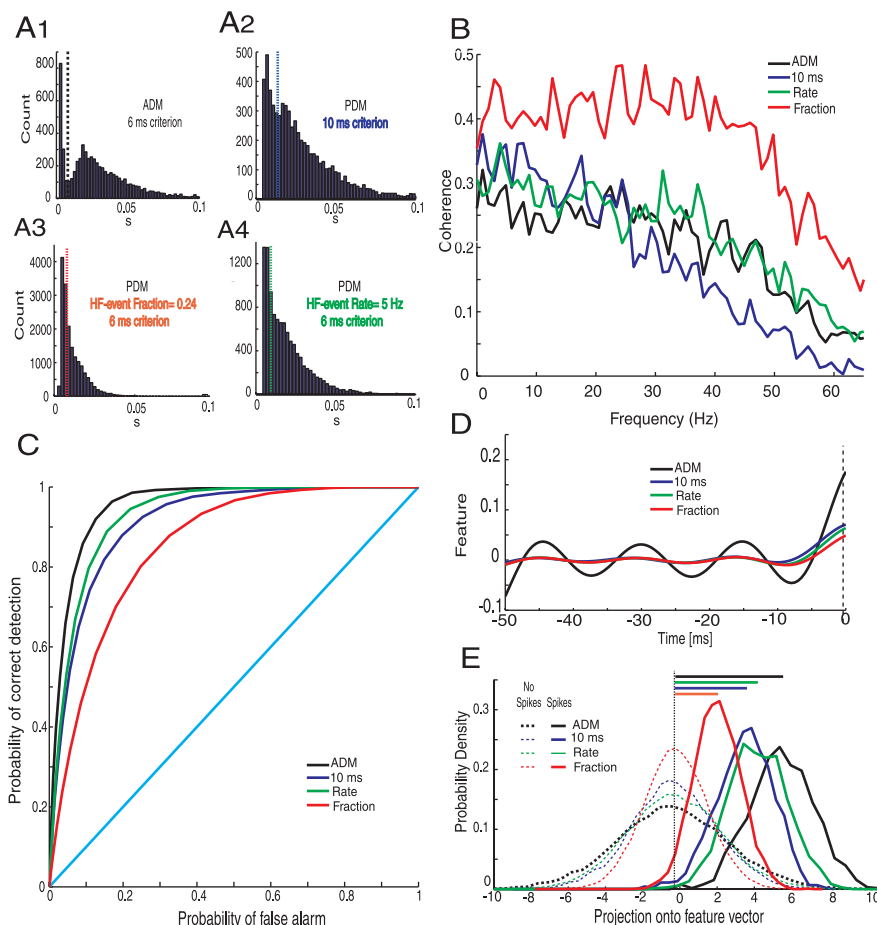 A1
800
600
400
200
0
Count
ADM
6 ms criterion
0
0.05
0.1
s
A2
500
400
300
200
100
0
PDM
10 ms criterion
0
0.05
0.1
s
A3
4000
3000
2000
1000
0
Count
PDM
HF-event Fraction= 0.24
6 ms criterion
0
0.05
0.1
s
A4
1200
800
400
0
PDM
HF-event Rate= 5 Hz
6 ms criterion
0
0.05
0.1
s
B
0.5
0.4
0.3
0.2
0.1
0
Coherence
ADM
10 ms
Rate
Fraction
0
10
20
30
40
50
60
Frequency (Hz)
C
1
0.8
0.6
0.4
0.2
0
Probability of correct detection
ADM
10 ms
Rate
Fraction
0
0.2
0.4
0.6
0.8
1
Probability of false alarm
D
0.2
0.1
0
-0.1
Feature
ADM
10 ms
Rate
Fraction
-50
-40
-30
-20
-10
0
Time [ms]
E
0.3
0.2
0.1
0
Probability Density
No
Spikes Spikes
ADM
10 ms
Rate
Fraction
-10
-8
-6
-4
-2
0
2
4
6
8
10
Projection onto feature vector